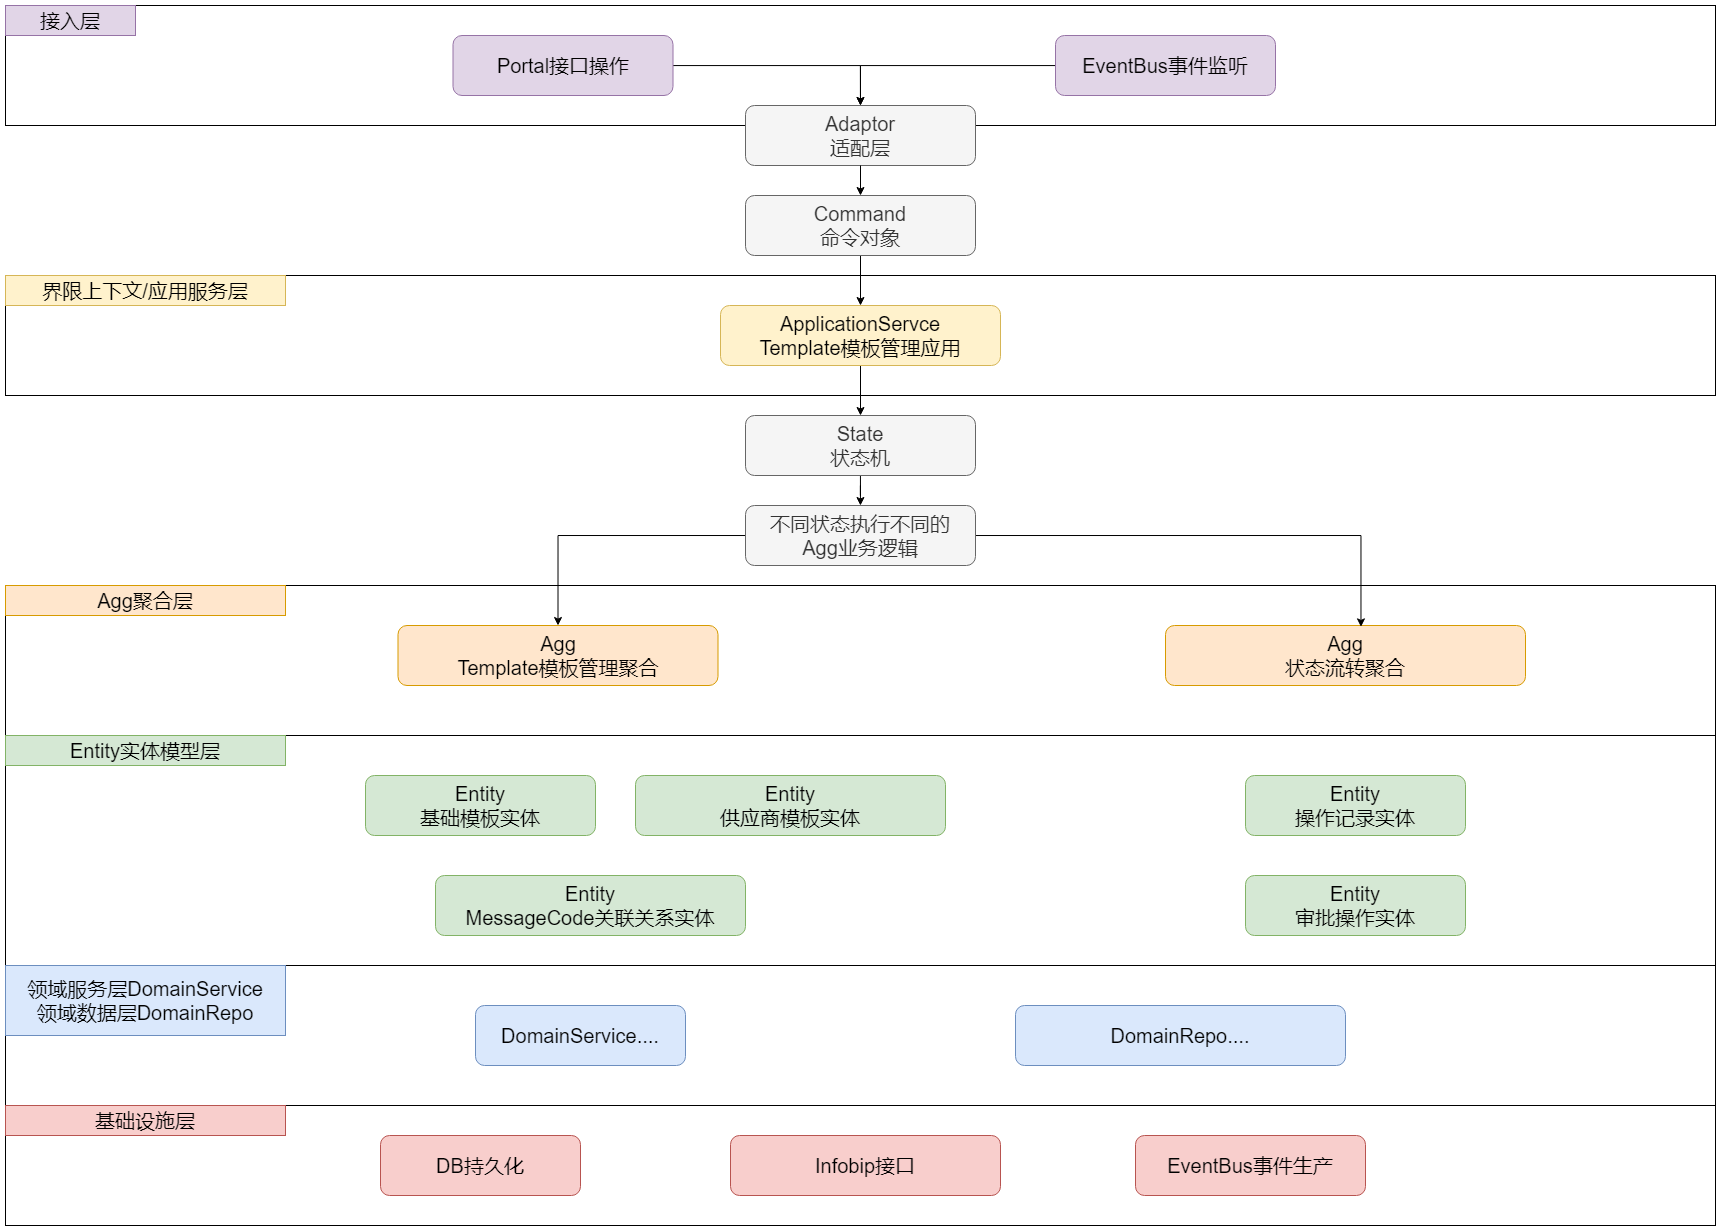 接入层
Portal接口操作
EventBus事件监听
Adaptor
适配层
Command
命令对象
界限上下文/应用服务层
ApplicationServce
Template模板管理应用
State
状态机
不同状态执行不同的
Agg业务逻辑
Agg聚合层
Agg
Template模板管理聚合
Agg
状态流转聚合
Entity实体模型层
Entity
基础模板实体
Entity
供应商模板实体
Entity
操作记录实体
Entity
MessageCode关联关系实体
Entity
审批操作实体
领域服务层DomainService
领域数据层DomainRepo
DomainService....
DomainRepo....
基础设施层
DB持久化
Infobip接口
EventBus事件生产